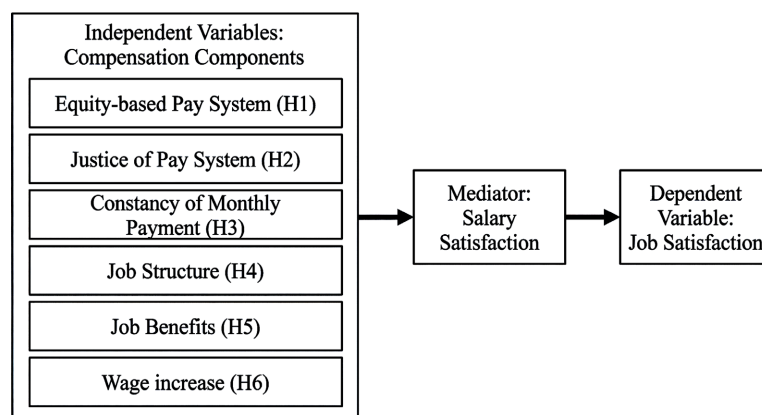 Independent Variables:
Compensation Components
Equity-based Pay System (H1)
Justice of Pay System (H2)
Constancy of Monthly
Payment (H3)
Job Structure (H4)
Job Benefits (H5)
Wage increase (H6)
Mediator:
Salary
Satisfaction
Dependent
Variable:
Job Satisfaction